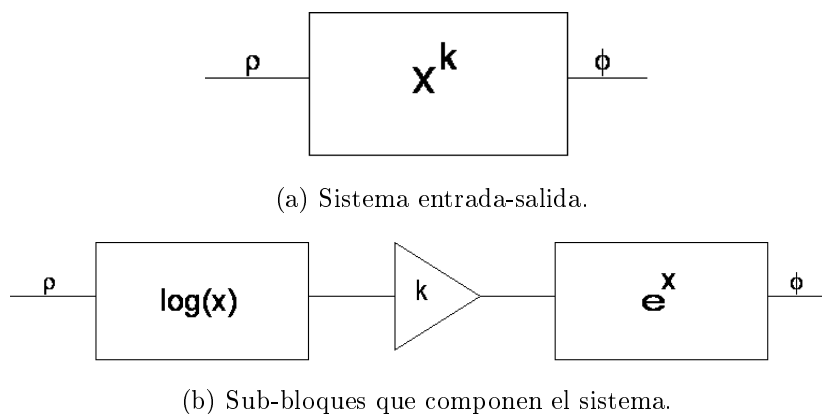 ρ x^k ϕ
(a) Sistema entrada-salida.
ρ log(x) k e^x ϕ
(b) Sub-bloques que componen el sistema.